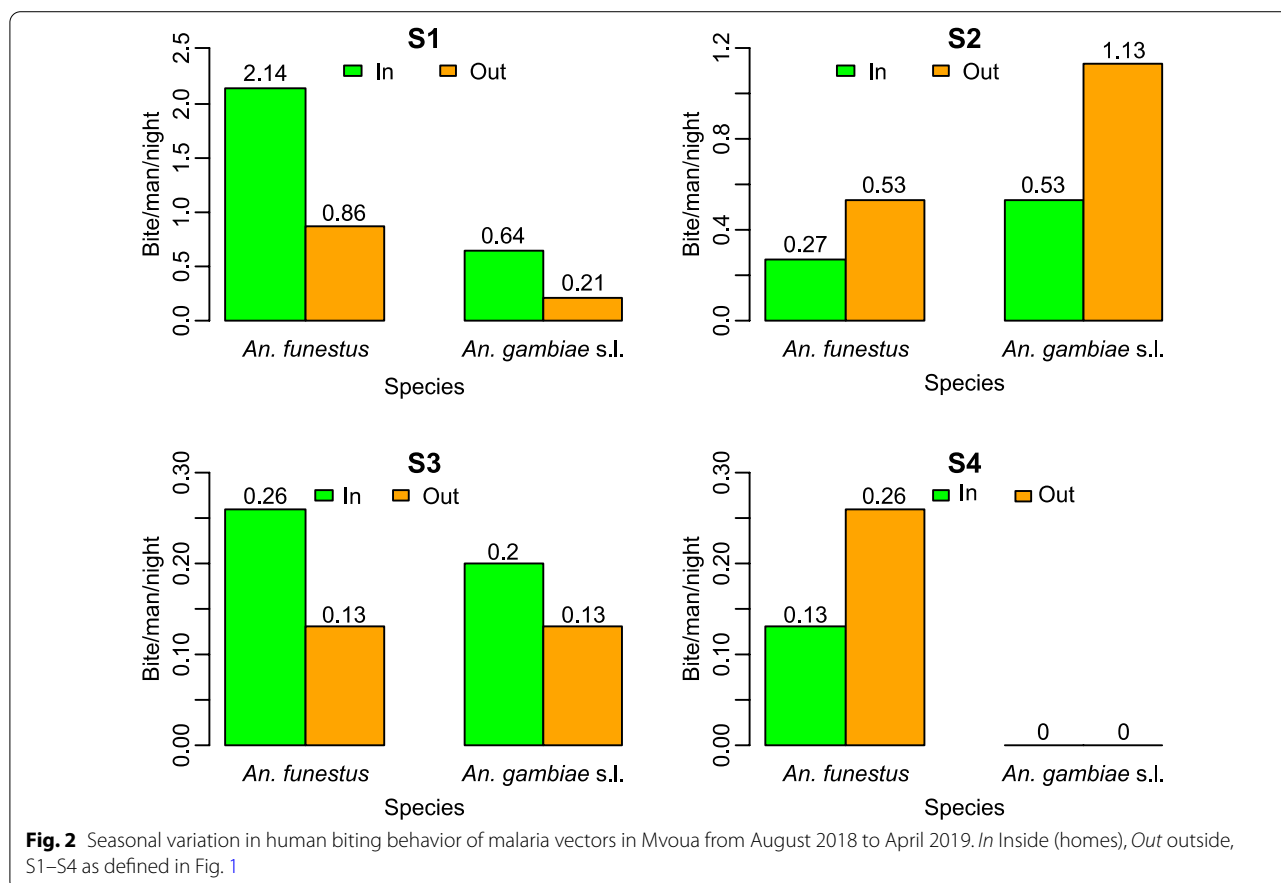 S1
In Out
Bite/man/night
0.0 0.5 1.0 1.5 2.0 2.5
2.14
0.86
0.64
0.21
An. funestus An. gambiae s.l.
Species
S2
In Out
Bite/man/night
0.0 0.4 0.8 1.2
0.27
0.53
0.53
1.13
An. funestus An. gambiae s.l.
Species
S3
In Out
Bite/man/night
0.00 0.10 0.20 0.30
0.26
0.13
0.2
0.13
An. funestus An. gambiae s.l.
Species
S4
In Out
Bite/man/night
0.00 0.10 0.20 0.30
0.13
0.26
0 0
An. funestus An. gambiae s.l.
Species
Fig. 2 Seasonal variation in human biting behavior of malaria vectors in Mvoua from August 2018 to April 2019. In Inside (homes), Out outside,
S1–S4 as defined in Fig. 1